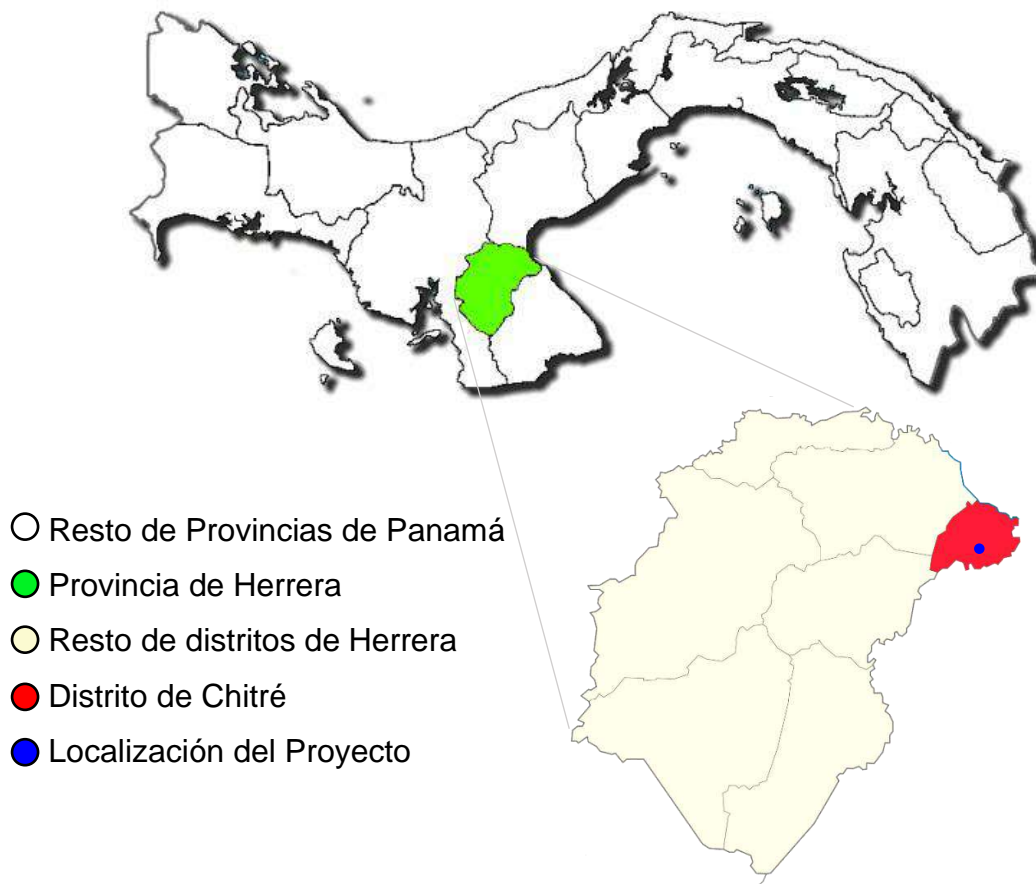 Resto de Provincias de Panamá
Provincia de Herrera
Resto de distritos de Herrera
Distrito de Chitré
Localización del Proyecto